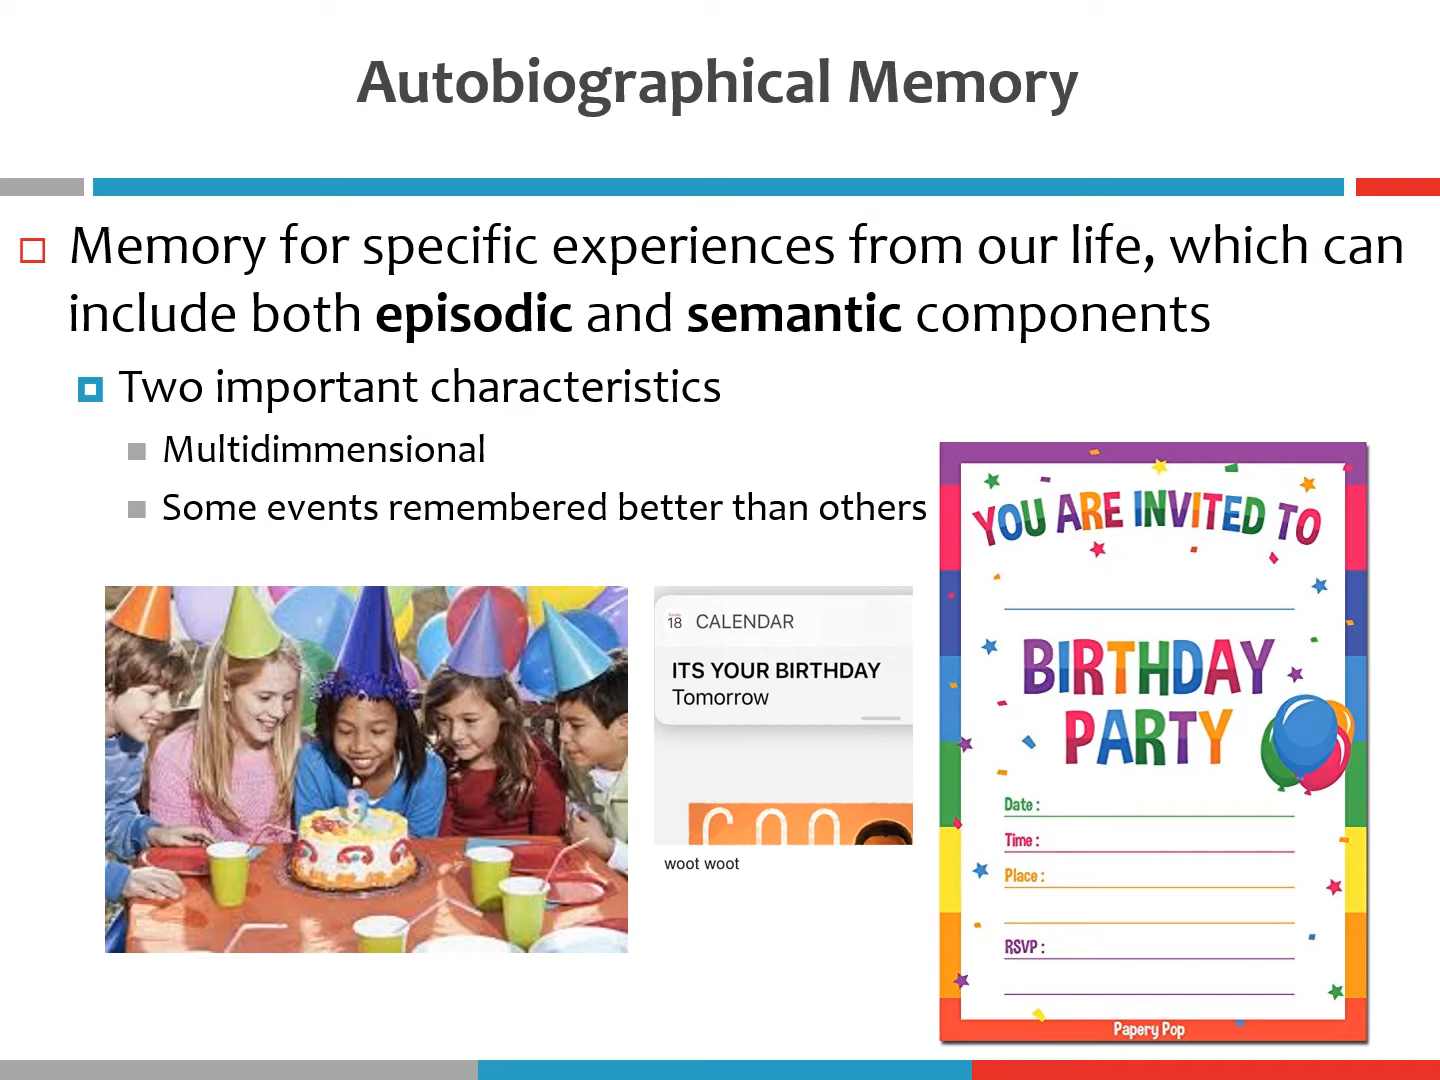 Autobiographical Memory
Memory for specific experiences from our life, which can
include both episodic and semantic components
Two important characteristics
Multidimmensional
Some events remembered better than others
18 CALENDAR
ITS YOUR BIRTHDAY
Tomorrow
woot woot
YOU ARE INVITED TO
BIRTHDAY
PARTY
Date :
Time :
Place :
RSVP :
Papery Pop